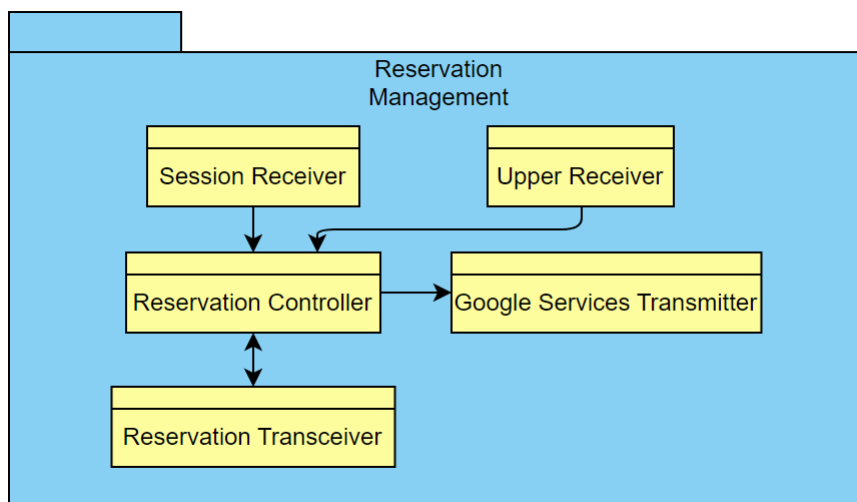 Reservation
Management
Session Receiver
Upper Receiver
Reservation Controller
Google Services Transmitter
Reservation Transceiver